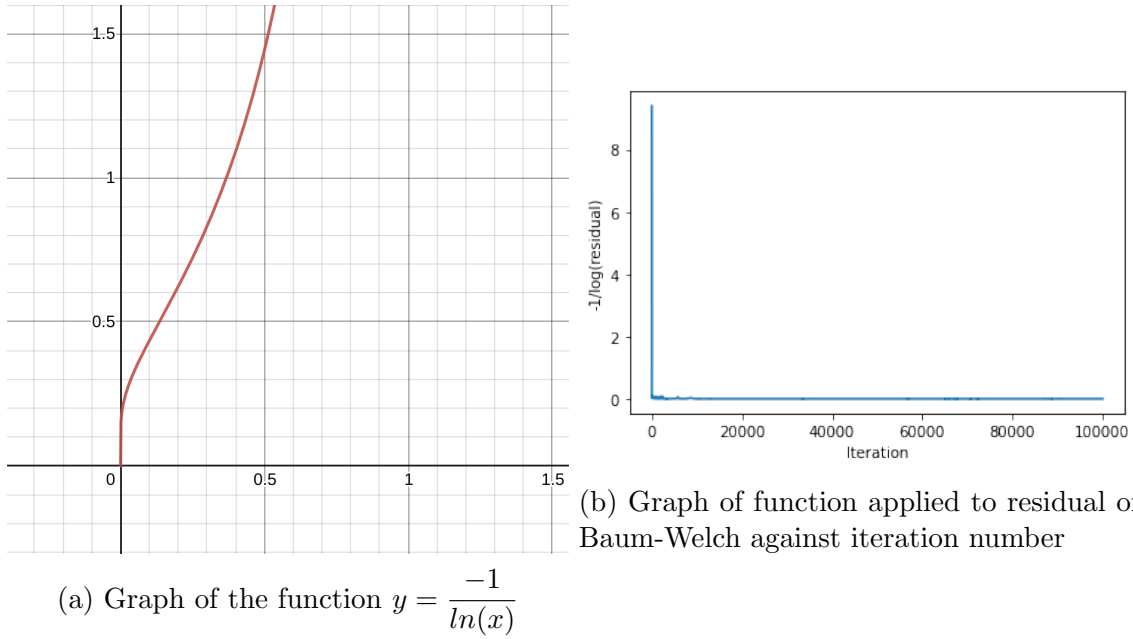 1.5
1
0.5
0
0.5
1
1.5
(a) Graph of the function $y = \frac{-1}{ln(x)}$
8
6
4
2
0
-1/log(residual)
0 20000 40000 60000 80000 100000
Iteration
(b) Graph of function applied to residual
Baum-Welch against iteration number